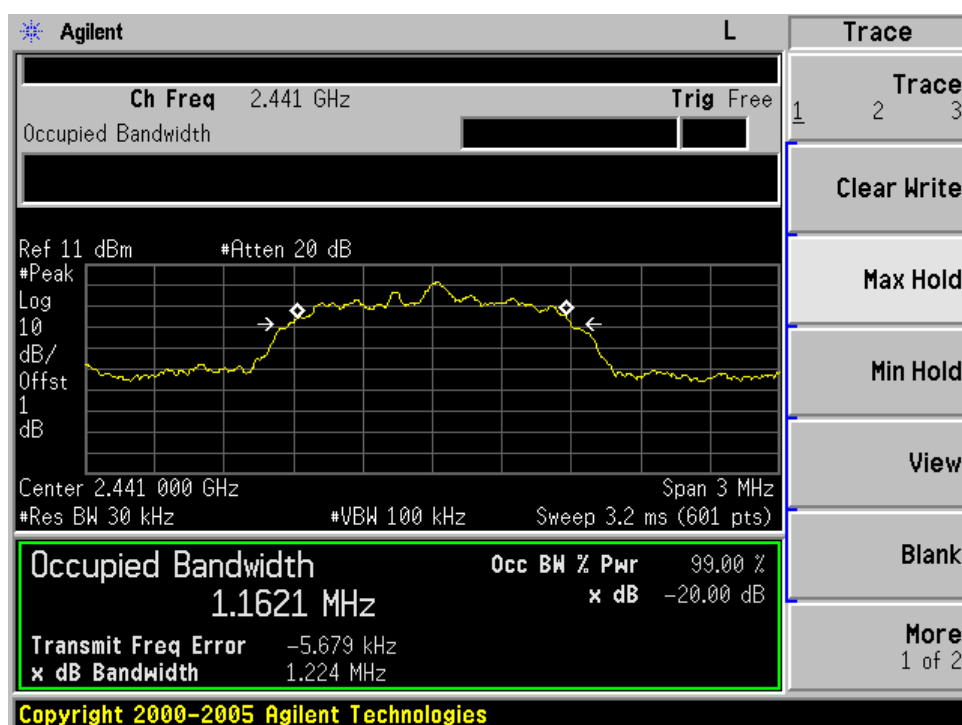 Agilent L Trace
Ch Freq 2.441 GHz Trig Free
Occupied Bandwidth
Trace
1 2 3
Clear Write
Max Hold
Min Hold
View
Blank
More
1 of 2
Ref 11 dBm #Atten 20 dB
#Peak
Log
10
dB/
Offst
1
dB
Center 2.441 000 GHz Span 3 MHz
#Res BW 30 kHz #VBW 100 kHz Sweep 3.2 ms (601 pts)
Occupied Bandwidth Occ BW % Pwr 99.00 %
1.1621 MHz x dB -20.00 dB
Transmit Freq Error -5.679 kHz
x dB Bandwidth 1.224 MHz
Copyright 2000-2005 Agilent Technologies